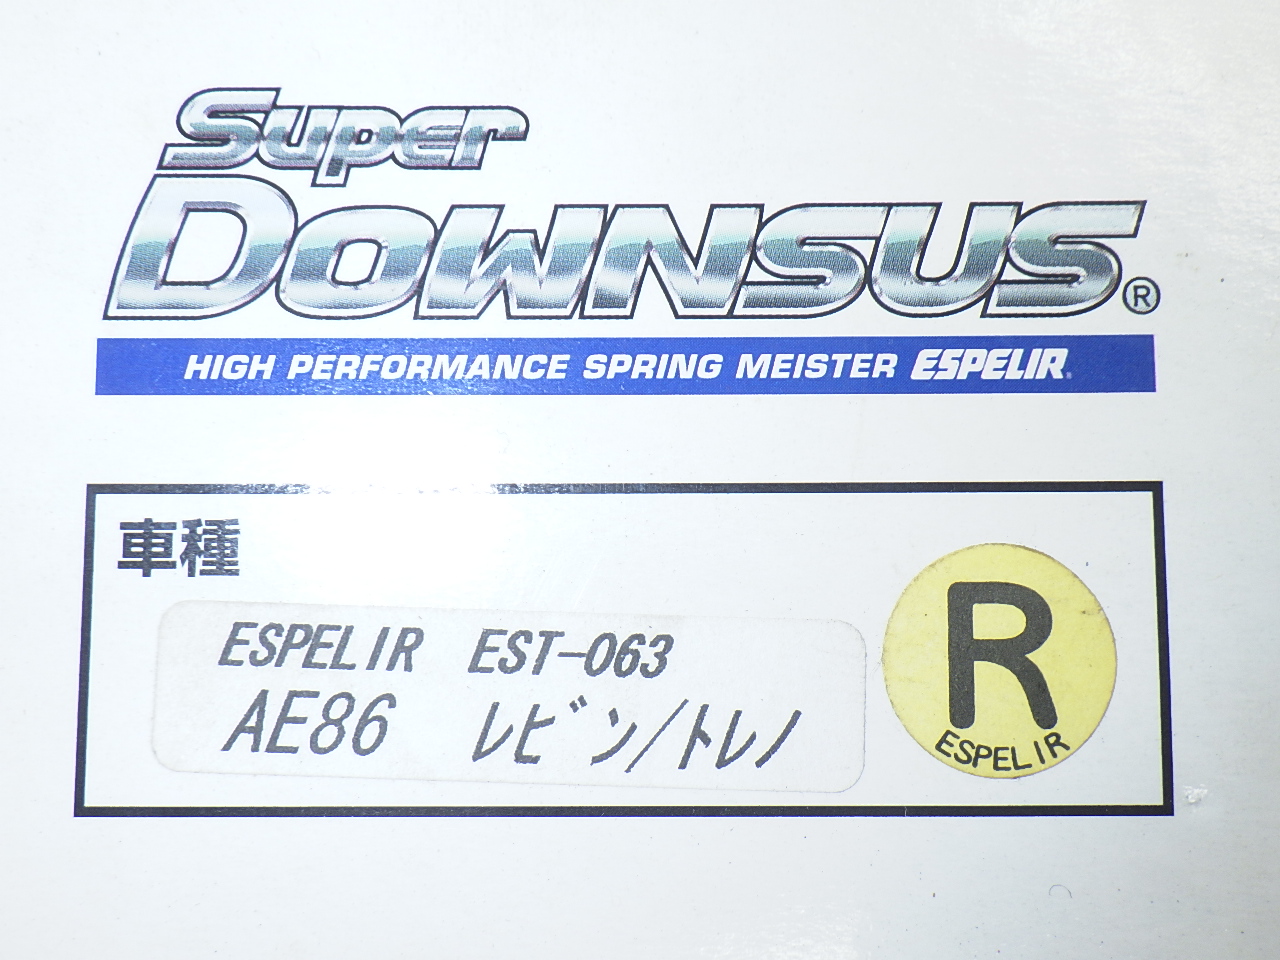 Super
DOWNSUS®
HIGH PERFORMANCE SPRING MEISTER ESPELIR®
車種
ESPELIR EST-063
AE86 ﾚﾋﾞﾝ/ﾄﾚﾉ
R
ESPELIR